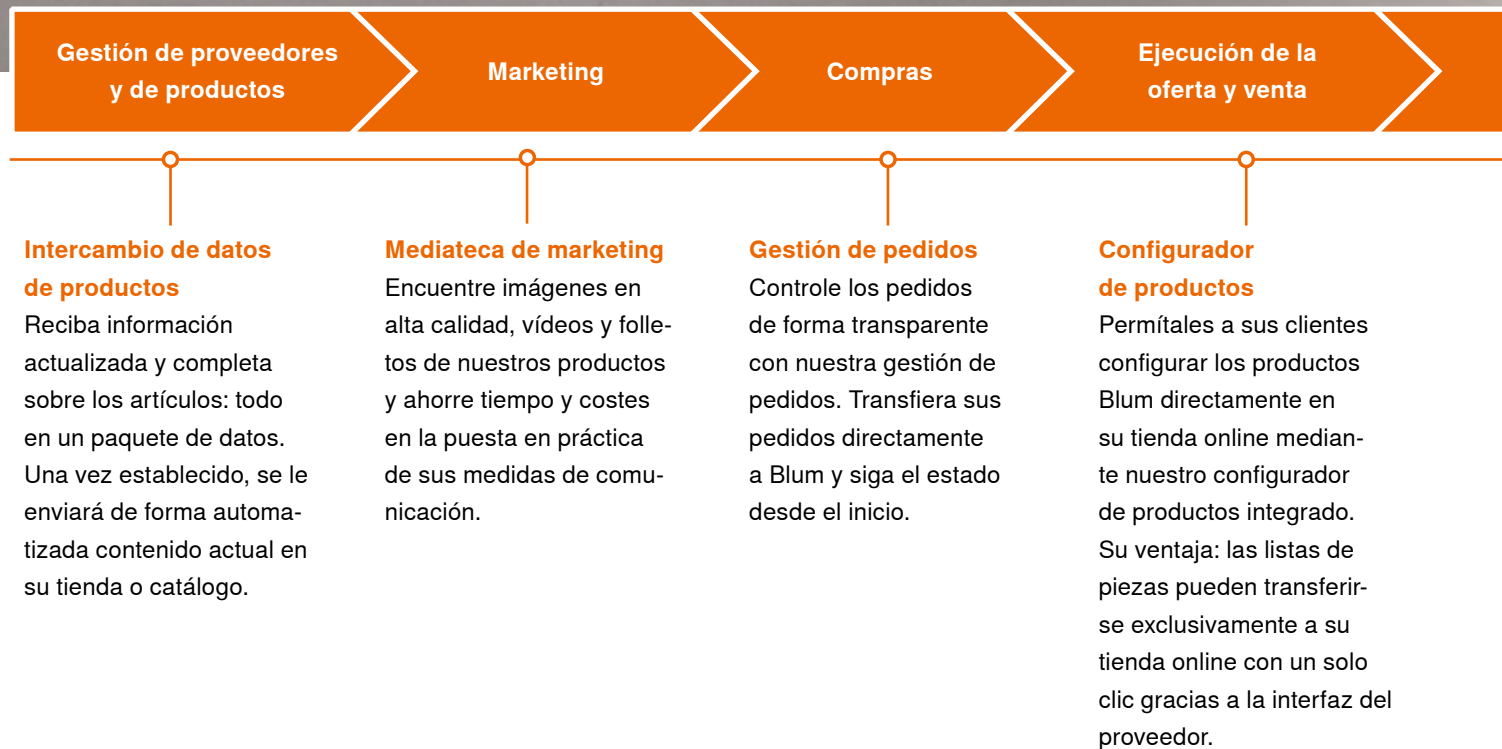 Gestión de proveedores
y de productos
Marketing
Compras
Ejecución de la
oferta y venta
Intercambio de datos
de productos
Reciba información
actualizada y completa
sobre los artículos: todo
en un paquete de datos.
Una vez establecido, se le
enviará de forma automa-
tizada contenido actual en
su tienda o catálogo.
Mediateca de marketing
Encuentre imágenes en
alta calidad, vídeos y folle-
tos de nuestros productos
y ahorre tiempo y costes
en la puesta en práctica
de sus medidas de comu-
nicación.
Gestión de pedidos
Controle los pedidos
de forma transparente
con nuestra gestión de
pedidos. Transfiera sus
pedidos directamente
a Blum y siga el estado
desde el inicio.
Configurador
de productos
Permítales a sus clientes
configurar los productos
Blum directamente en
su tienda online median-
te nuestro configurador
de productos integrado.
Su ventaja: las listas de
piezas pueden transferir-
se exclusivamente a su
tienda online con un solo
clic gracias a la interfaz del
proveedor.